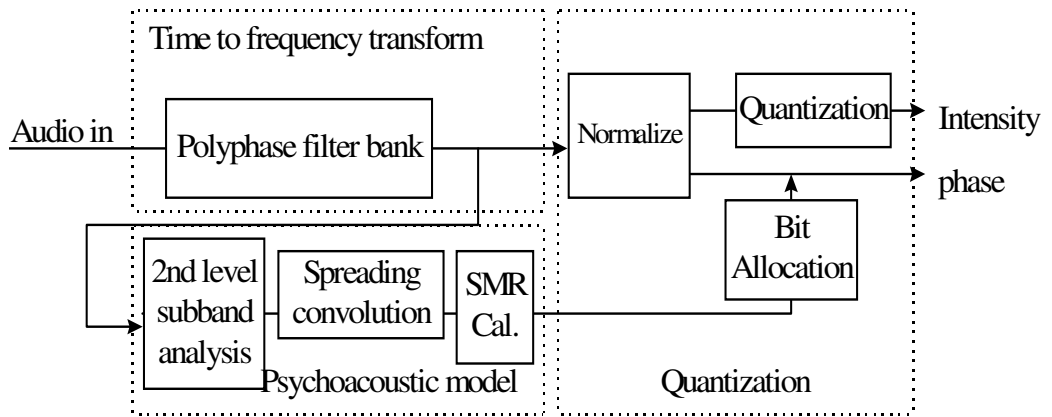 Time to frequency transform
Audio in
Polyphase filter bank
Normalize
Quantization
Intensity
phase
Bit
Allocation
2nd level
subband
analysis
Spreading
convolution
SMR
Cal.
Psychoacoustic model
Quantization